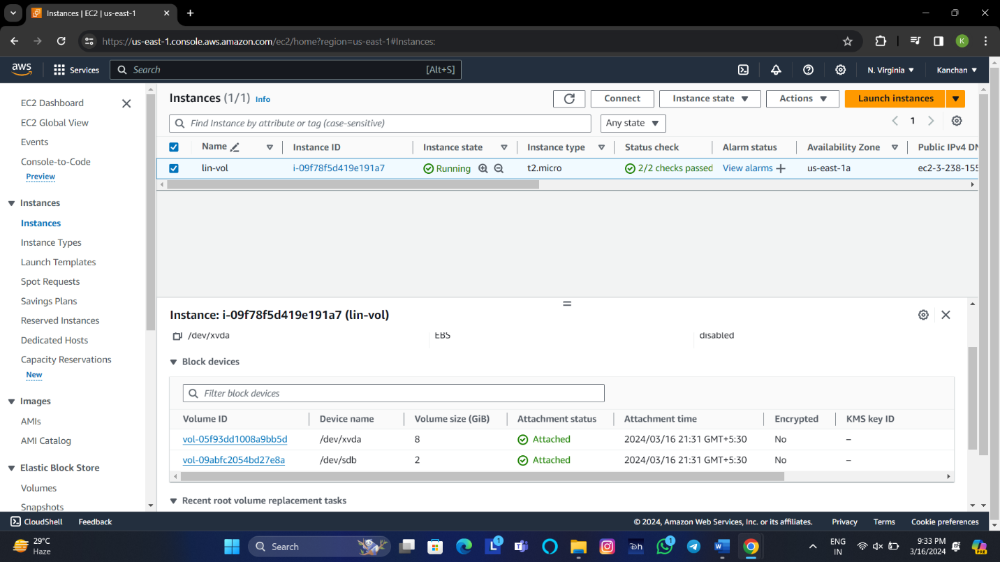 Instances | EC2 | us-east-1
https://us-east-1.console.aws.amazon.com/ec2/home?region=us-east-1#Instances:
K
aws
Services
Search
[Alt+S]
N. Virginia
Kanchan
EC2 Dashboard
EC2 Global View
Events
Console-to-Code
Preview
Instances
Instances
Instance Types
Launch Templates
Spot Requests
Savings Plans
Reserved Instances
Dedicated Hosts
Capacity Reservations
New
Images
AMIs
AMI Catalog
Elastic Block Store
Volumes
Snapshots
Instances (1/1) Info
Connect
Instance state
Actions
Launch instances
Find Instance by attribute or tag (case-sensitive)
Any state
1
Name Instance ID Instance state Instance type Status check Alarm status Availability Zone Public IPv4 DN
lin-vol i-09f78f5d419e191a7 Running t2.micro 2/2 checks passed View alarms us-east-1a ec2-3-238-155
Instance: i-09f78f5d419e191a7 (lin-vol)
/dev/xvda EBS disabled
Block devices
Filter block devices
Volume ID Device name Volume size (GiB) Attachment status Attachment time Encrypted KMS key ID
vol-05f93dd1008a9bb5d /dev/xvda 8 Attached 2024/03/16 21:31 GMT+5:30 No –
vol-09abfc2054bd27e8a /dev/sdb 2 Attached 2024/03/16 21:31 GMT+5:30 No –
Recent root volume replacement tasks
CloudShell Feedback © 2024, Amazon Web Services, Inc. or its affiliates. Privacy Terms Cookie preferences
29°C
Haze
Search
L
1
1
W
ENG
IN
9:33 PM
3/16/2024
PRE